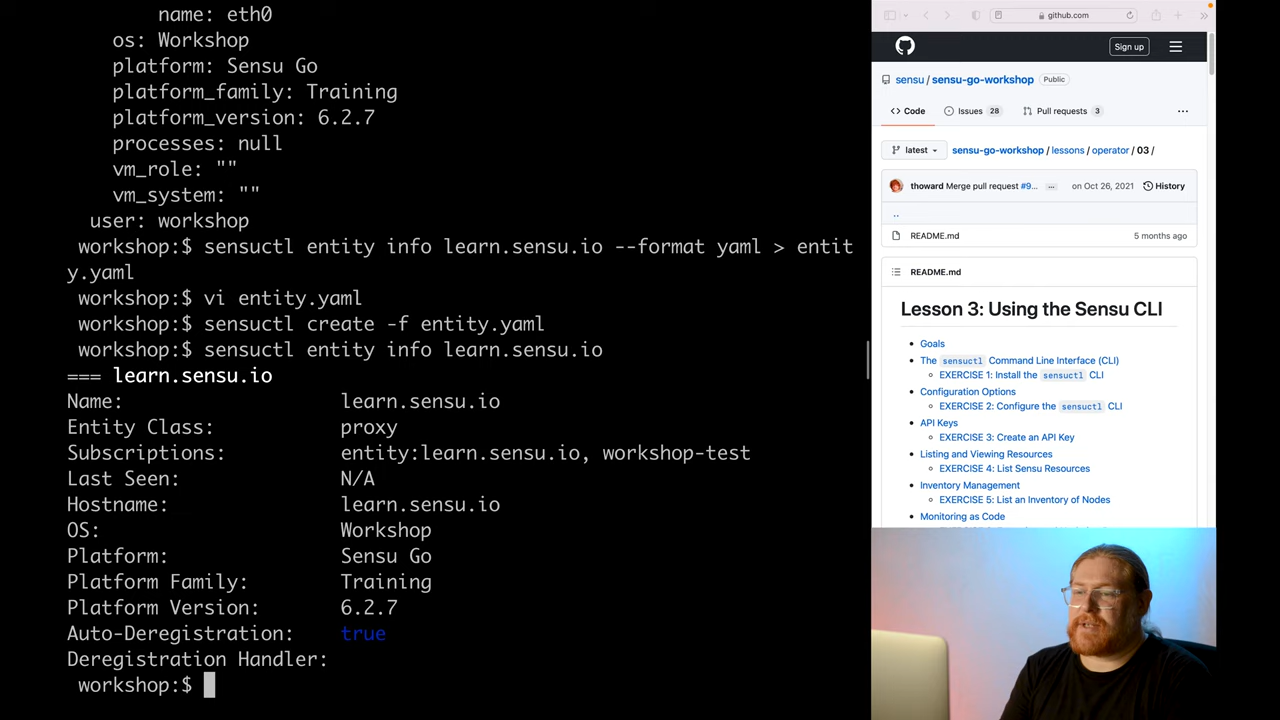 name: eth0
os: Workshop
platform: Sensu Go
platform_family: Training
platform_version: 6.2.7
processes: null
vm_role: ""
vm_system: ""
user: workshop
workshop:$ sensuctl entity info learn.sensu.io --format yaml > entit
y.yaml
workshop:$ vi entity.yaml
workshop:$ sensuctl create -f entity.yaml
workshop:$ sensuctl entity info learn.sensu.io
=== learn.sensu.io
Name: learn.sensu.io
Entity Class: proxy
Subscriptions: entity:learn.sensu.io, workshop-test
Last Seen: N/A
Hostname: learn.sensu.io
OS: Workshop
Platform: Sensu Go
Platform Family: Training
Platform Version: 6.2.7
Auto-Deregistration: true
Deregistration Handler:
workshop:$
github.com
Sign up
sensu / sensu-go-workshop Public
Code Issues 28 Pull requests 3 ...
latest sensu-go-workshop / lessons / operator / 03 /
thoward Merge pull request #9... ... on Oct 26, 2021 History
..
README.md 5 months ago
README.md
Lesson 3: Using the Sensu CLI
Goals
The sensuctl Command Line Interface (CLI)
EXERCISE 1: Install the sensuctl CLI
Configuration Options
EXERCISE 2: Configure the sensuctl CLI
API Keys
EXERCISE 3: Create an API Key
Listing and Viewing Resources
EXERCISE 4: List Sensu Resources
Inventory Management
EXERCISE 5: List an Inventory of Nodes
Monitoring as Code